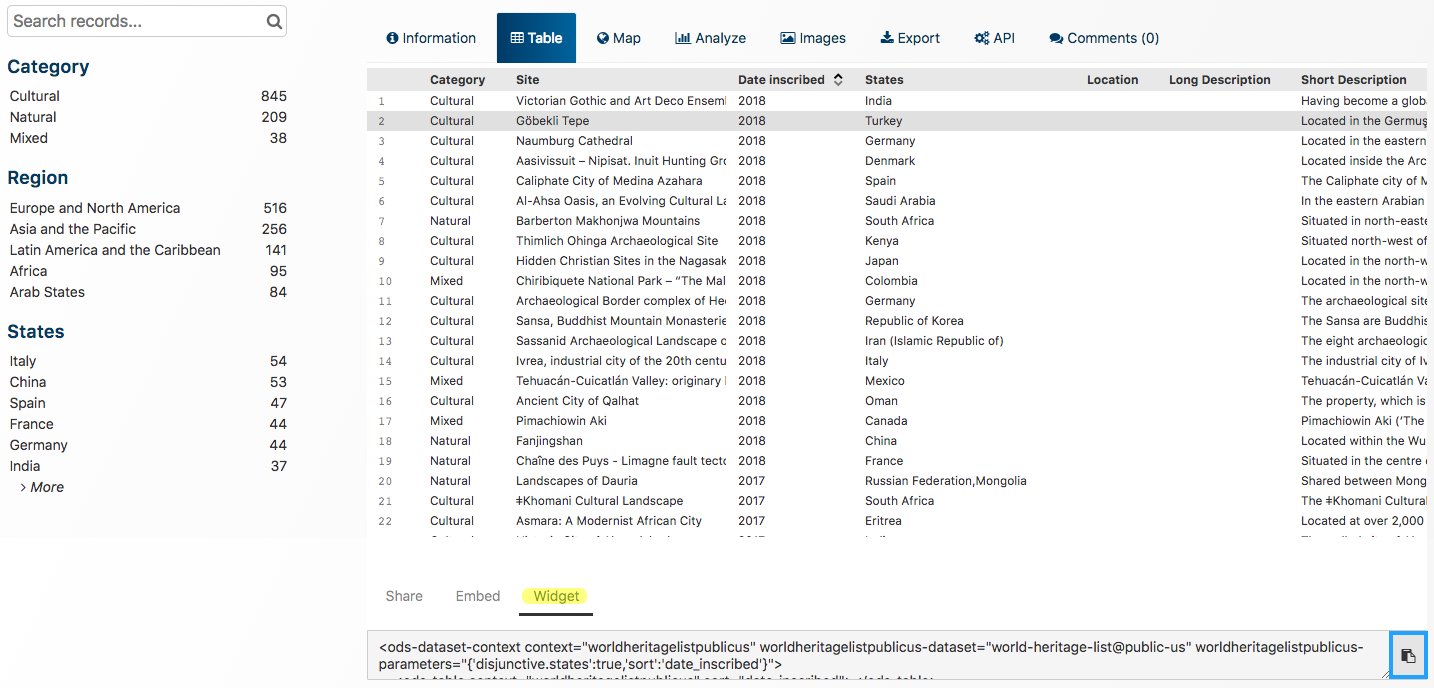 Search records...
Category
Cultural 845
Natural 209
Mixed 38
Region
Europe and North America 516
Asia and the Pacific 256
Latin America and the Caribbean 141
Africa 95
Arab States 84
States
Italy 54
China 53
Spain 47
France 44
Germany 44
India 37
> More
Information Table Map Analyze Images Export API Comments (0)
Category Site Date inscribed States Location Long Description Short Description
1 Cultural Victorian Gothic and Art Deco Ensem 2018 India Having become a globa
2 Cultural Göbekli Tepe 2018 Turkey Located in the Germuş
3 Cultural Naumburg Cathedral 2018 Germany Located in the eastern
4 Cultural Aasivissuit – Nipisat. Inuit Hunting Gro 2018 Denmark Located inside the Arc
5 Cultural Caliphate City of Medina Azahara 2018 Spain The Caliphate city of M
6 Cultural Al-Ahsa Oasis, an Evolving Cultural La 2018 Saudi Arabia In the eastern Arabian
7 Natural Barberton Makhonjwa Mountains 2018 South Africa Situated in north-easte
8 Cultural Thimlich Ohinga Archaeological Site 2018 Kenya Situated north-west of
9 Cultural Hidden Christian Sites in the Nagasak 2018 Japan Located in the north-w
10 Mixed Chiribiquete National Park – “The Mal 2018 Colombia Located in the north-w
11 Cultural Archaeological Border complex of Hed 2018 Germany The archaeological site
12 Cultural Sansa, Buddhist Mountain Monasterie 2018 Republic of Korea The Sansa are Buddhis
13 Cultural Sassanid Archaeological Landscape o 2018 Iran (Islamic Republic of) The eight archaeologic
14 Cultural Ivrea, industrial city of the 20th centu 2018 Italy The industrial city of Iv
15 Mixed Tehuacán-Cuicatlán Valley: originary 2018 Mexico Tehuacán-Cuicatlán Va
16 Cultural Ancient City of Qalhat 2018 Oman The property, which is
17 Mixed Pimachiowin Aki 2018 Canada Pimachiowin Aki (‘The
18 Natural Fanjingshan 2018 China Located within the Wu
19 Natural Chaîne des Puys - Limagne fault tecto 2018 France Situated in the centre
20 Natural Landscapes of Dauria 2017 Russian Federation,Mongolia Shared between Mong
21 Cultural ǂKhomani Cultural Landscape 2017 South Africa The ǂKhomani Cultural
22 Cultural Asmara: A Modernist African City 2017 Eritrea Located at over 2,000
Share Embed Widget
<ods-dataset-context context="worldheritagelistpublicus" worldheritagelistpublicus-dataset="world-heritage-list@public-us" worldheritagelistpublicus-
parameters="{'disjunctive.states':true,'sort':'date_inscribed'}">